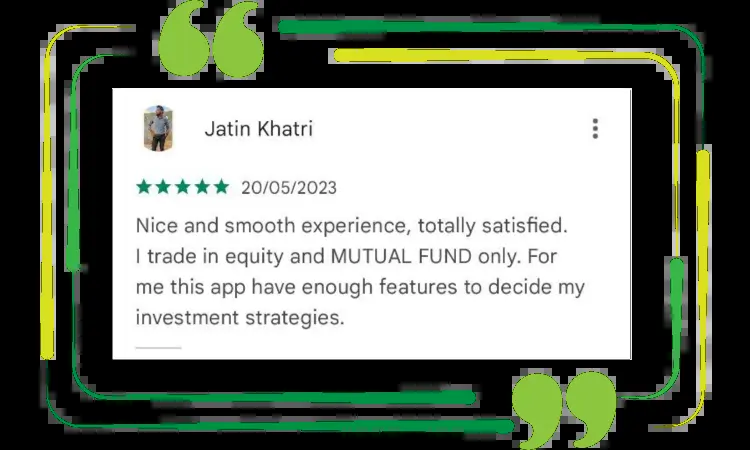 Jatin Khatri
20/05/2023
Nice and smooth experience, totally satisfied.
I trade in equity and MUTUAL FUND only. For
me this app have enough features to decide my
investment strategies.